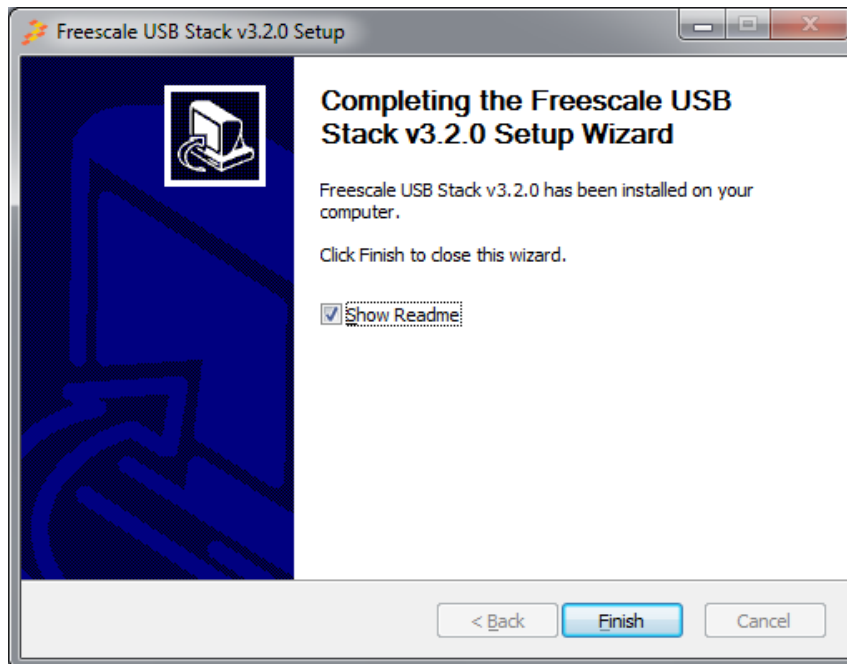 Freescale USB Stack v3.2.0 Setup
Completing the Freescale USB
Stack v3.2.0 Setup Wizard
Freescale USB Stack v3.2.0 has been installed on your
computer.
Click Finish to close this wizard.
Show Readme
< Back
Finish
Cancel